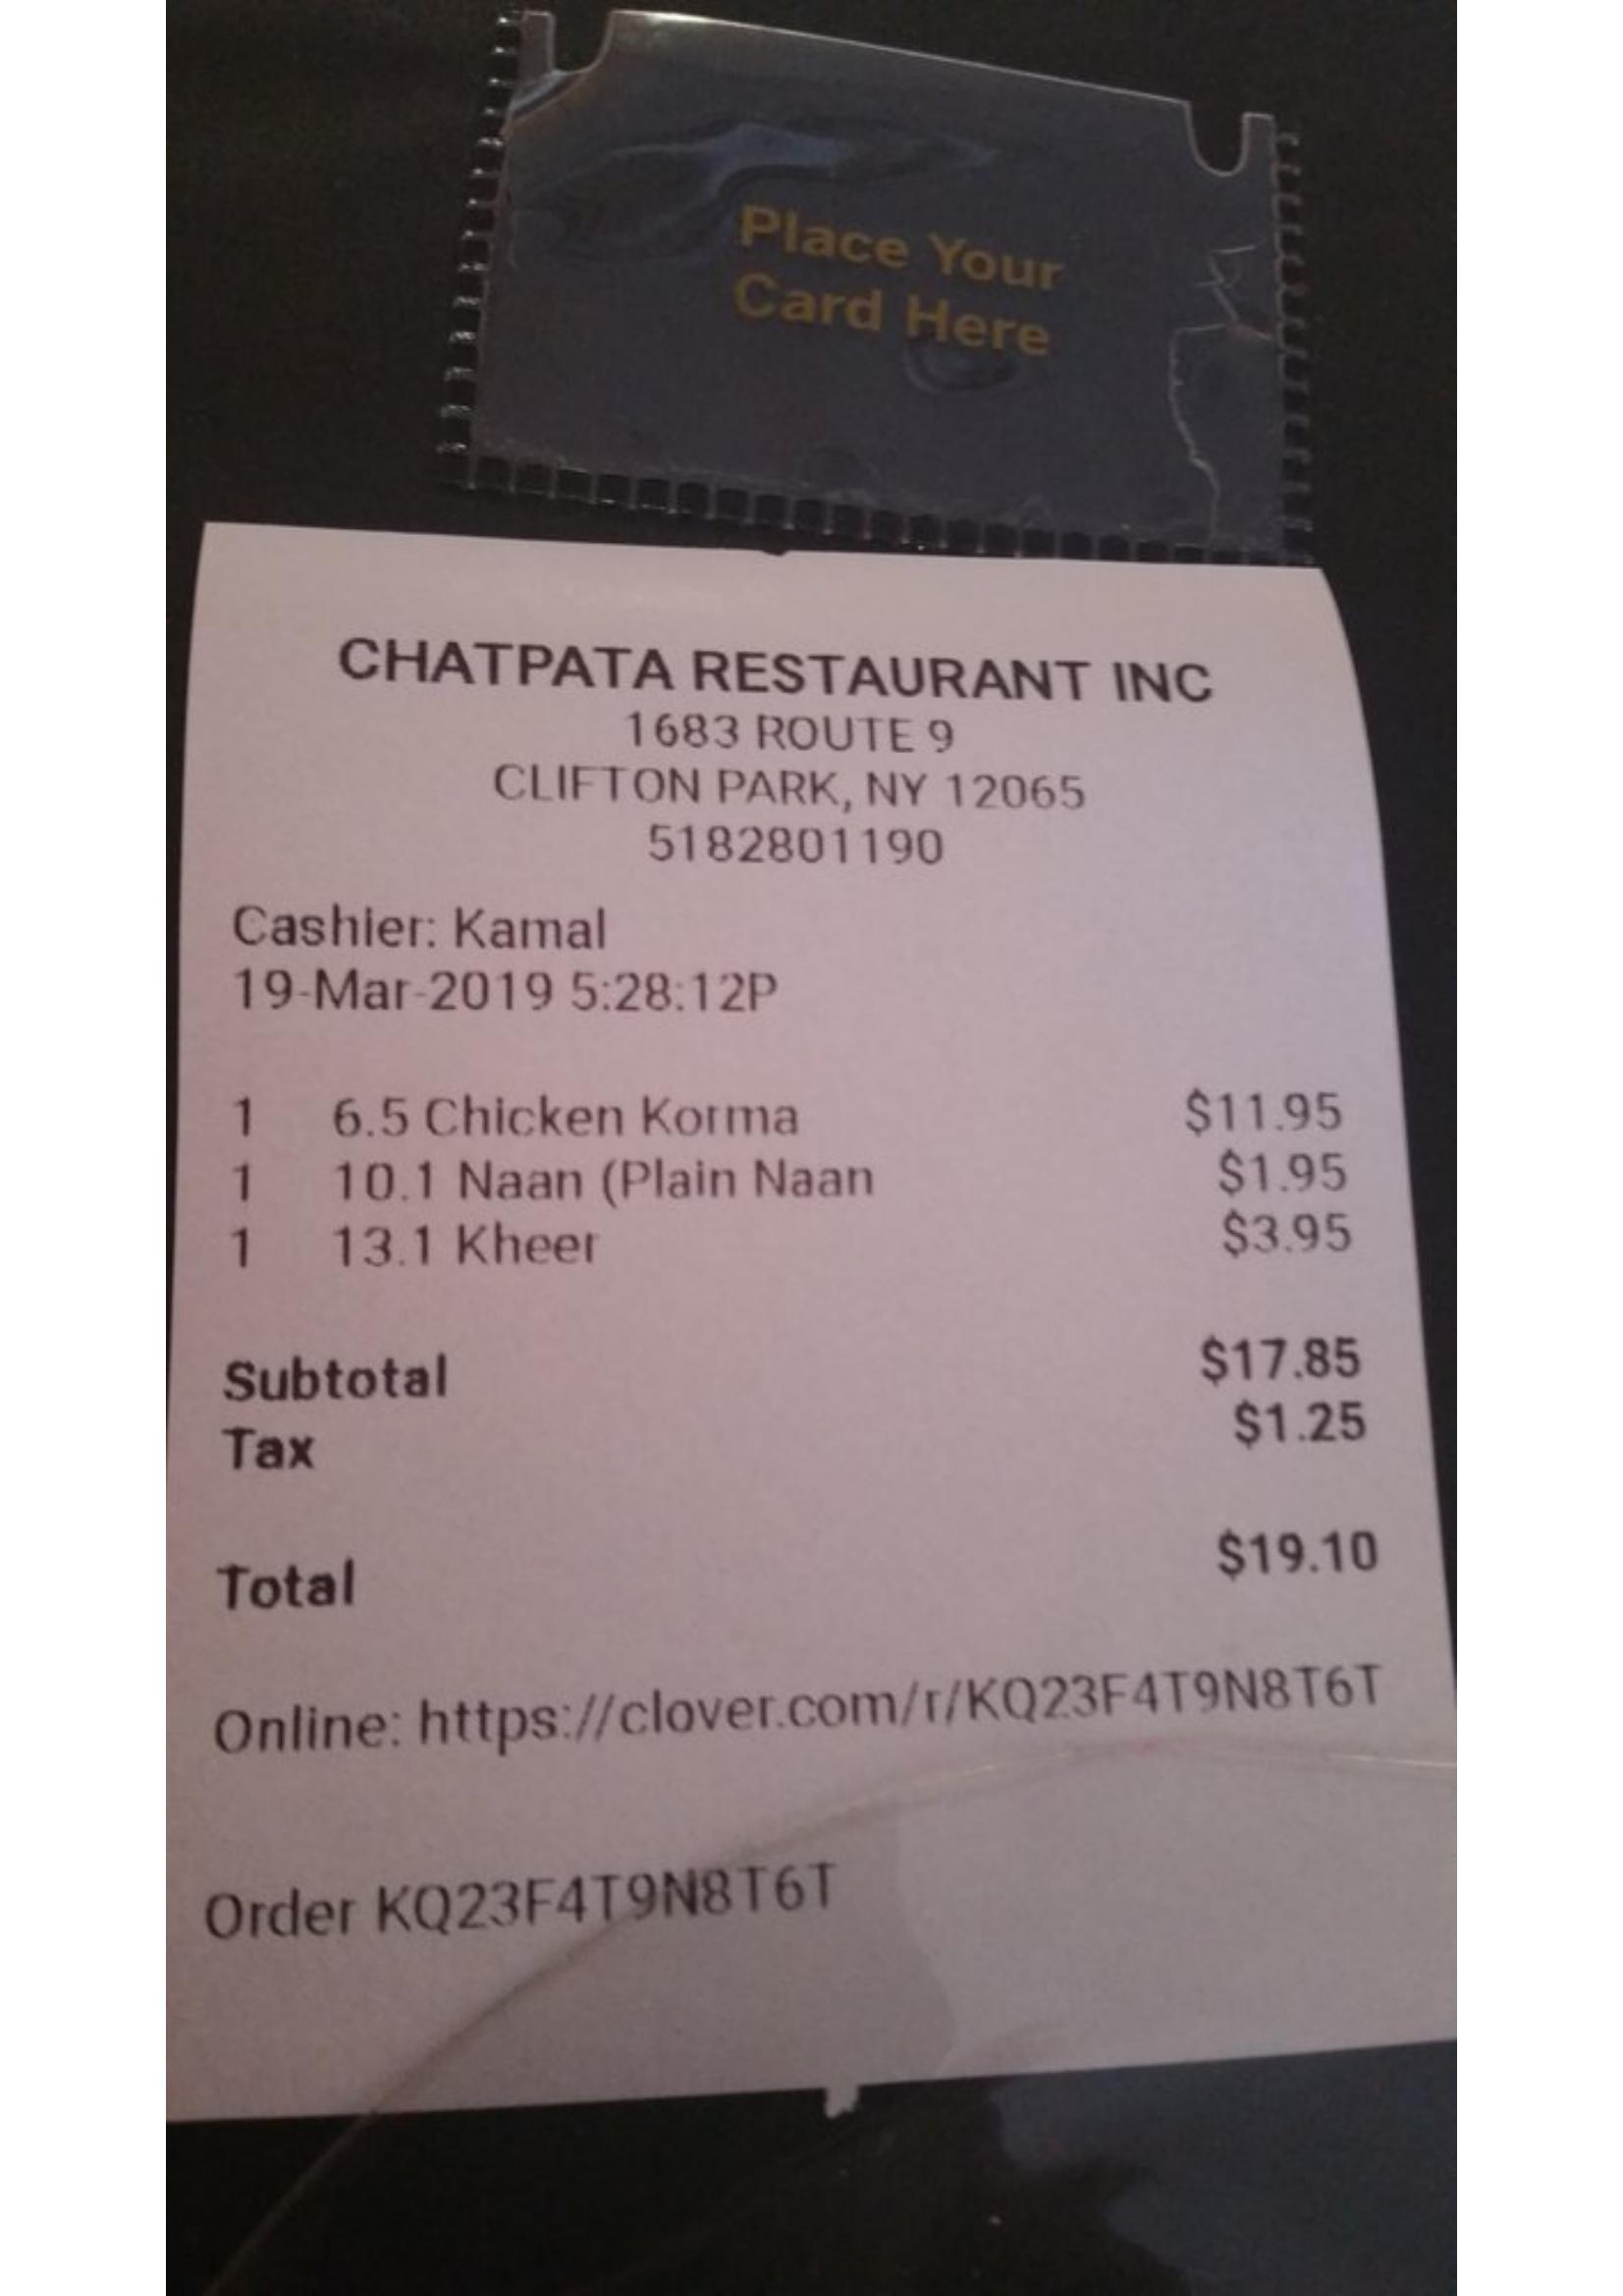 Place Your
Card Here
CHATPATA RESTAURANT INC
1683 ROUTE 9
CLIFTON PARK, NY 12065
5182801190
Cashier: Kamal
19-Mar-2019 5:28:12P
1 6.5 Chicken Korma $11.95
1 10.1 Naan (Plain Naan $1.95
1 13.1 Kheer $3.95
Subtotal $17.85
Tax $1.25
Total $19.10
Online: https://clover.com/r/KQ23F4T9N8T6T
Order KQ23F4T9N8T6T